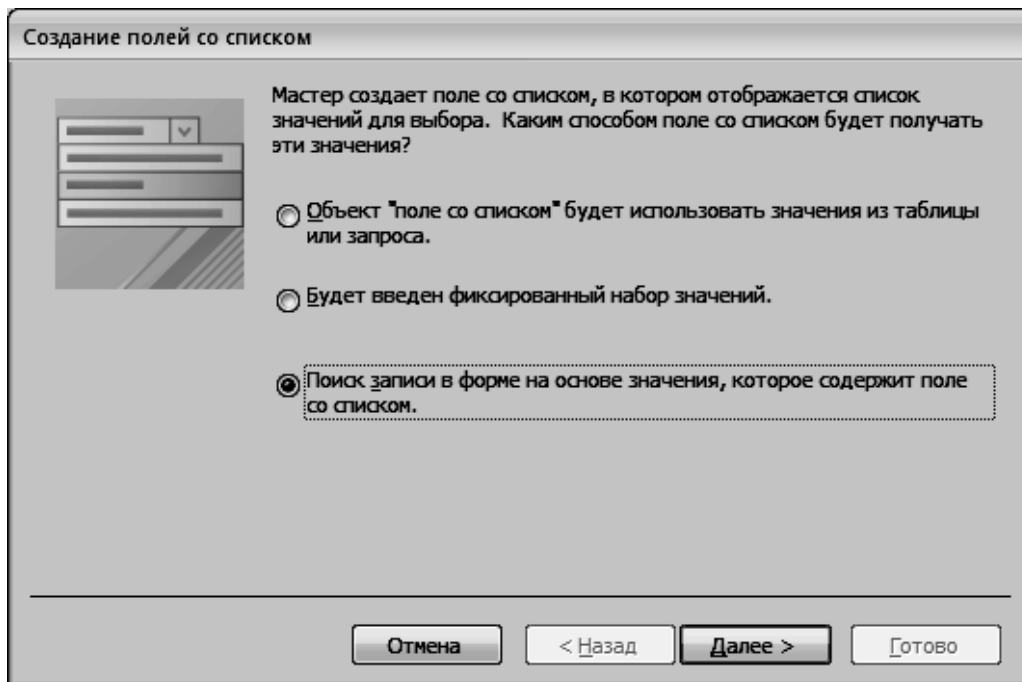 Создание полей со списком
Мастер создает поле со списком, в котором отображается список
значений для выбора. Каким способом поле со списком будет получать
эти значения?
Объект "поле со списком" будет использовать значения из таблицы
или запроса.
Будет введен фиксированный набор значений.
Поиск записи в форме на основе значения, которое содержит поле
со списком.
Отмена
< Назад
Далее >
Готово